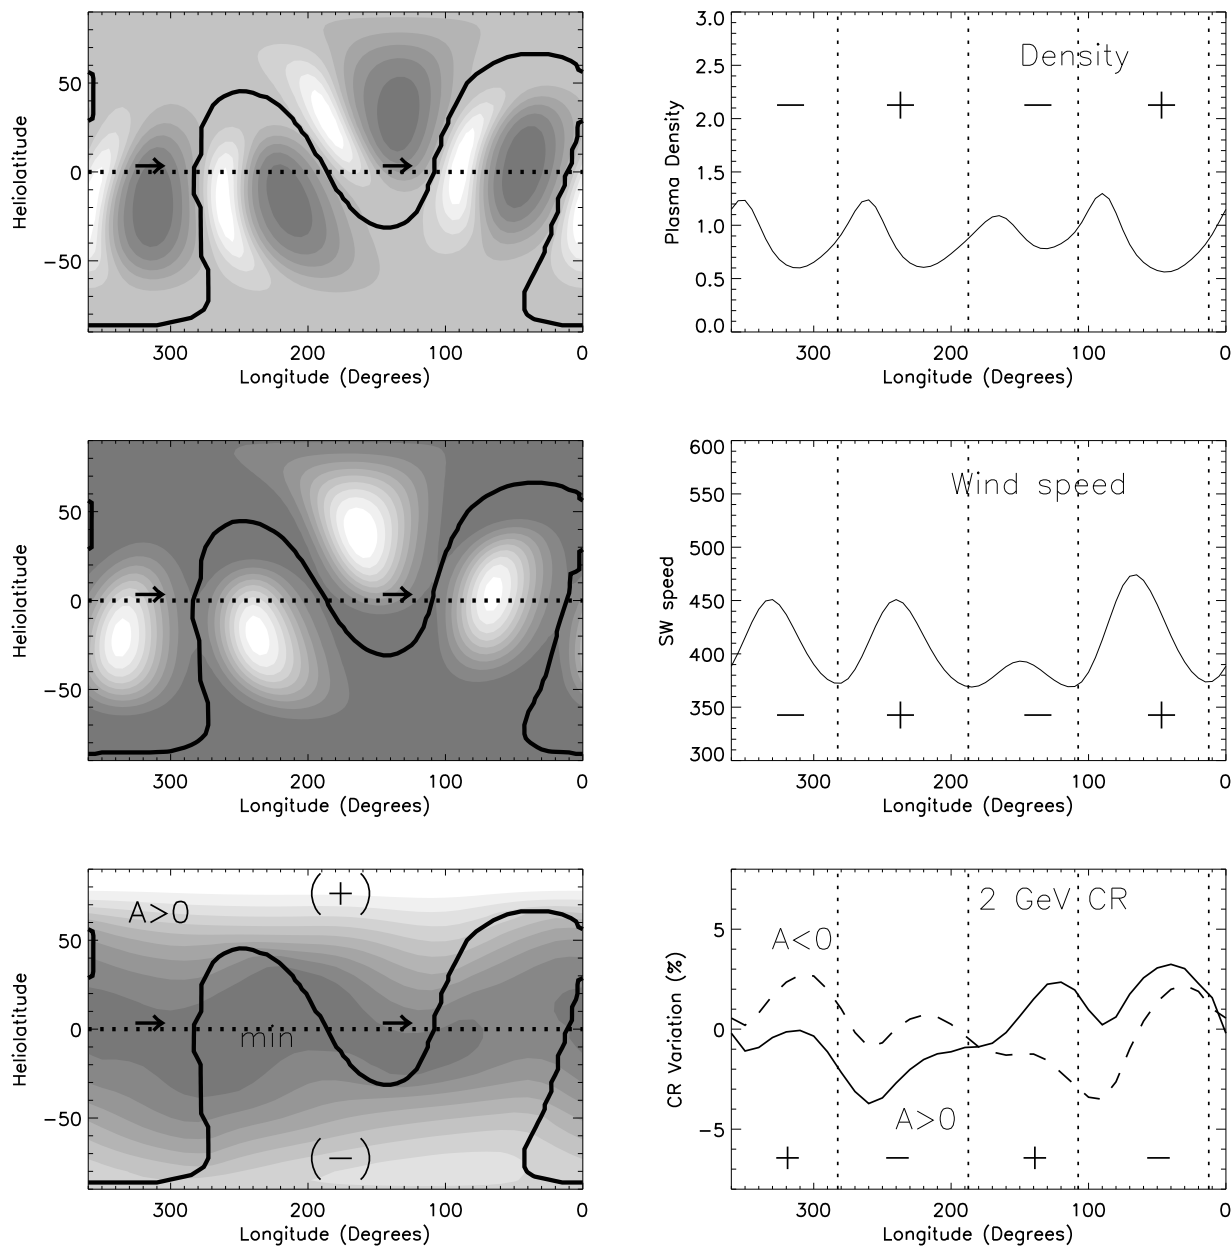 50
0
−50
Heliolatitude
300
200
100
0
Longitude (Degrees)
3.0
2.5
2.0
1.5
1.0
0.5
0.0
Plasma Density
Density
− + − +
300
200
100
0
Longitude (Degrees)
50
0
−50
Heliolatitude
300
200
100
0
Longitude (Degrees)
600
550
500
450
400
350
300
SW speed
Wind speed
− + − +
300
200
100
0
Longitude (Degrees)
(+)
A>0
50
0
−50
Heliolatitude
min
(−)
300
200
100
0
Longitude (Degrees)
2 GeV CR
A<0
5
0
−5
CR Variation (%)
A>0
+ − + −
300
200
100
0
Longitude (Degrees)